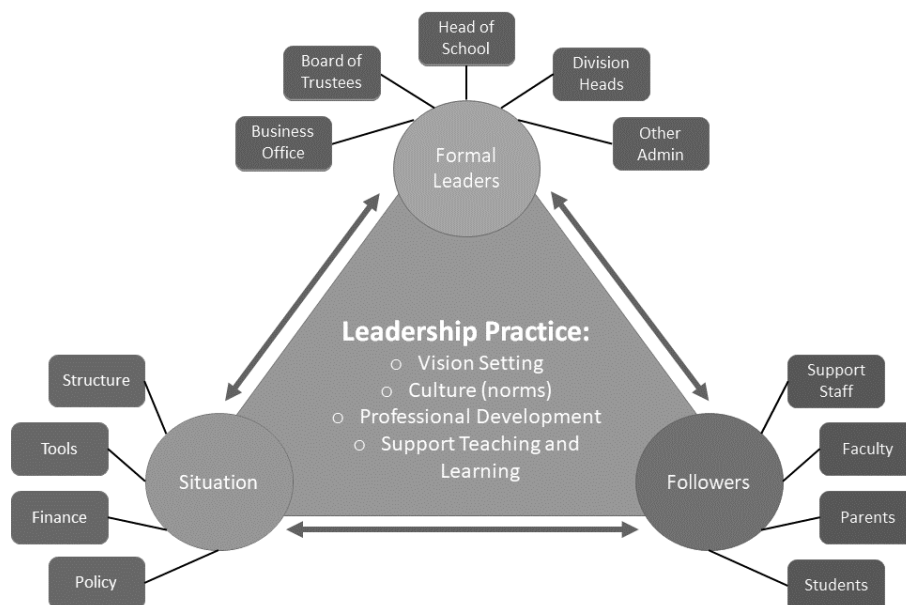 Head of
School
Board of
Trustees
Division
Heads
Business
Office
Other
Admin
Formal
Leaders
Leadership Practice:
o Vision Setting
o Culture (norms)
o Professional Development
o Support Teaching and
Learning
Structure
Tools
Finance
Policy
Situation
Support
Staff
Faculty
Parents
Students
Followers